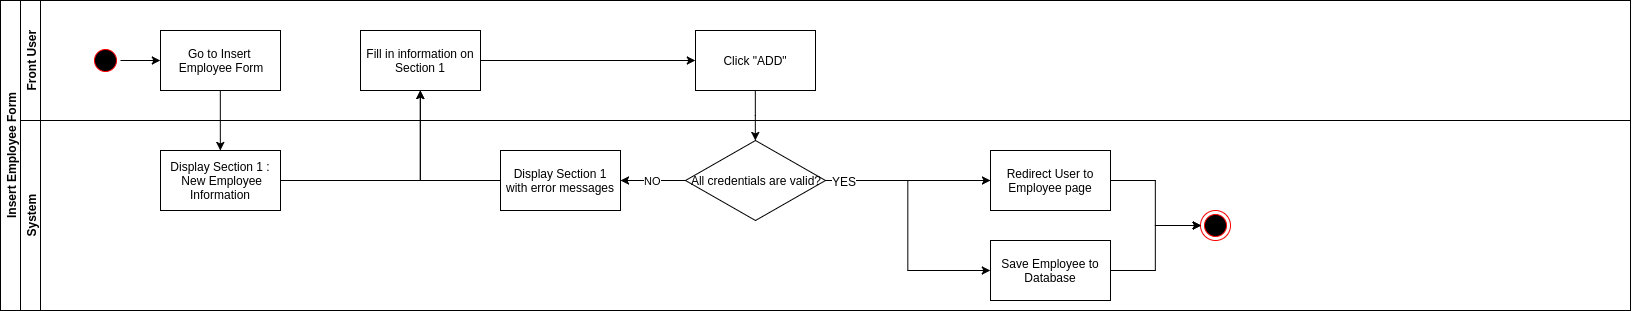 Insert Employee Form
Front User
Go to Insert
Employee Form
Fill in information on
Section 1
Click "ADD"
System
Display Section 1 :
New Employee
Information
Display Section 1
with error messages
NO
All credentials are valid?
YES
Redirect User to
Employee page
Save Employee to
Database